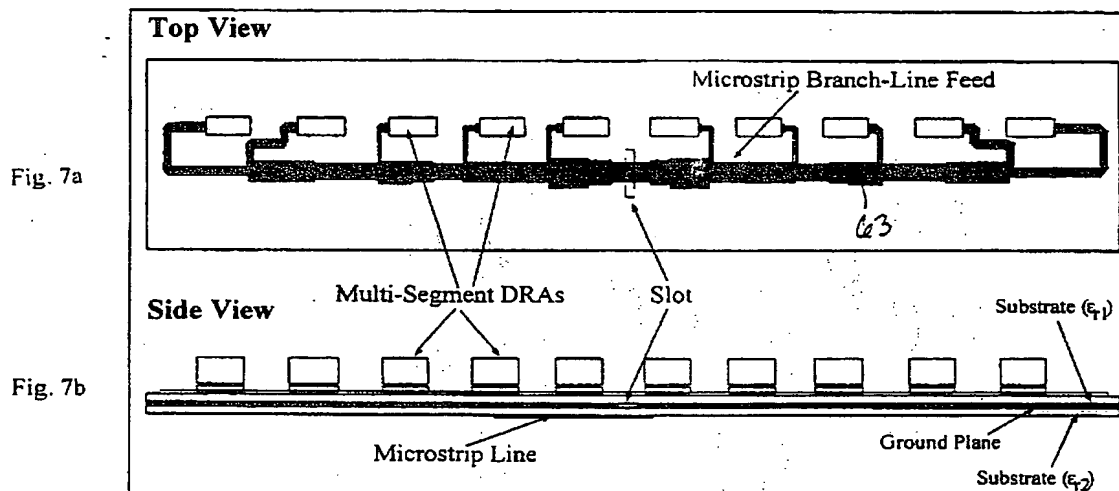 Top View
Microstrip Branch-Line Feed
Fig. 7a
63
Multi-Segment DRAs
Slot
Side View
Substrate (εr1)
Fig. 7b
Microstrip Line
Ground Plane
Substrate (εr2)